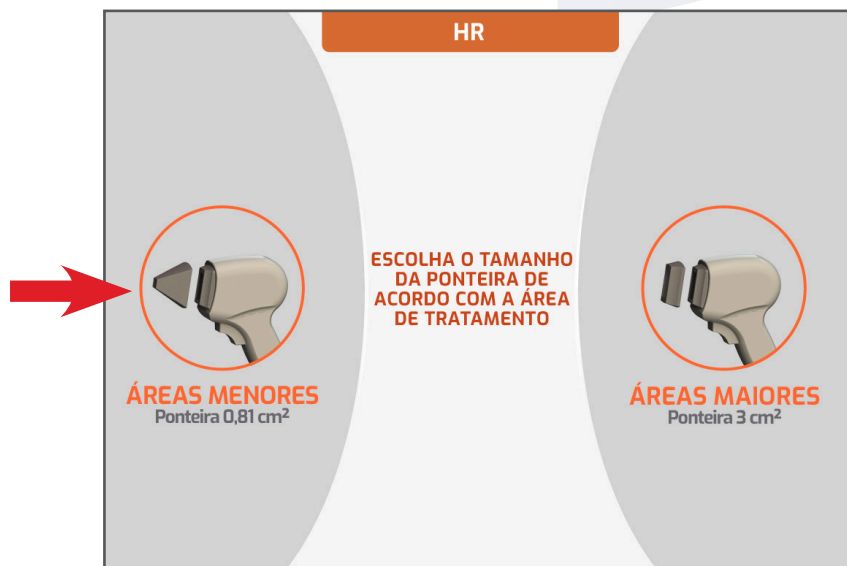 HR
ESCOLHA O TAMANHO
DA PONTEIRA DE
ACORDO COM A ÁREA
DE TRATAMENTO
ÁREAS MENORES
Ponteira 0,81 cm²
ÁREAS MAIORES
Ponteira 3 cm²